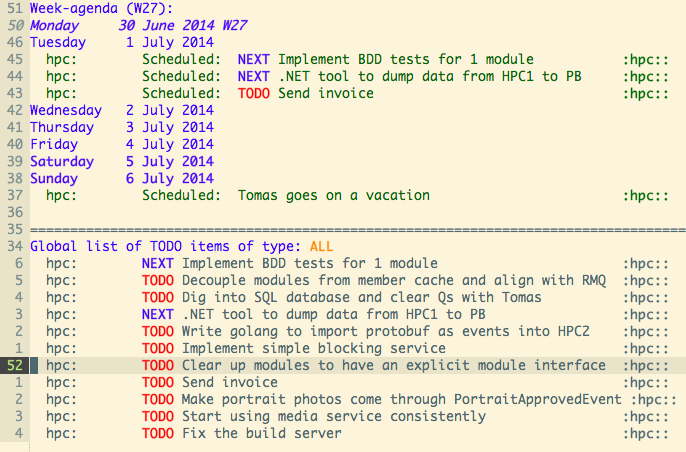 51 Week-agenda (W27):
50 Monday 30 June 2014 W27
46 Tuesday 1 July 2014
45 hpc: Scheduled: NEXT Implement BDD tests for 1 module :hpc::
44 hpc: Scheduled: NEXT .NET tool to dump data from HPC1 to PB :hpc::
43 hpc: Scheduled: TODO Send invoice :hpc::
42 Wednesday 2 July 2014
41 Thursday 3 July 2014
40 Friday 4 July 2014
39 Saturday 5 July 2014
38 Sunday 6 July 2014
37 hpc: Scheduled: Tomas goes on a vacation :hpc::
36
35 ================================================================================
34 Global list of TODO items of type: ALL
6 hpc: NEXT Implement BDD tests for 1 module :hpc::
5 hpc: TODO Decouple modules from member cache and align with RMQ :hpc::
4 hpc: TODO Dig into SQL database and clear Qs with Tomas :hpc::
3 hpc: NEXT .NET tool to dump data from HPC1 to PB :hpc::
2 hpc: TODO Write golang to import protobuf as events into HPC2 :hpc::
1 hpc: TODO Implement simple blocking service :hpc::
52 hpc: TODO Clear up modules to have an explicit module interface :hpc::
1 hpc: TODO Send invoice :hpc::
2 hpc: TODO Make portrait photos come through PortraitApprovedEvent :hpc::
3 hpc: TODO Start using media service consistently :hpc::
4 hpc: TODO Fix the build server :hpc::